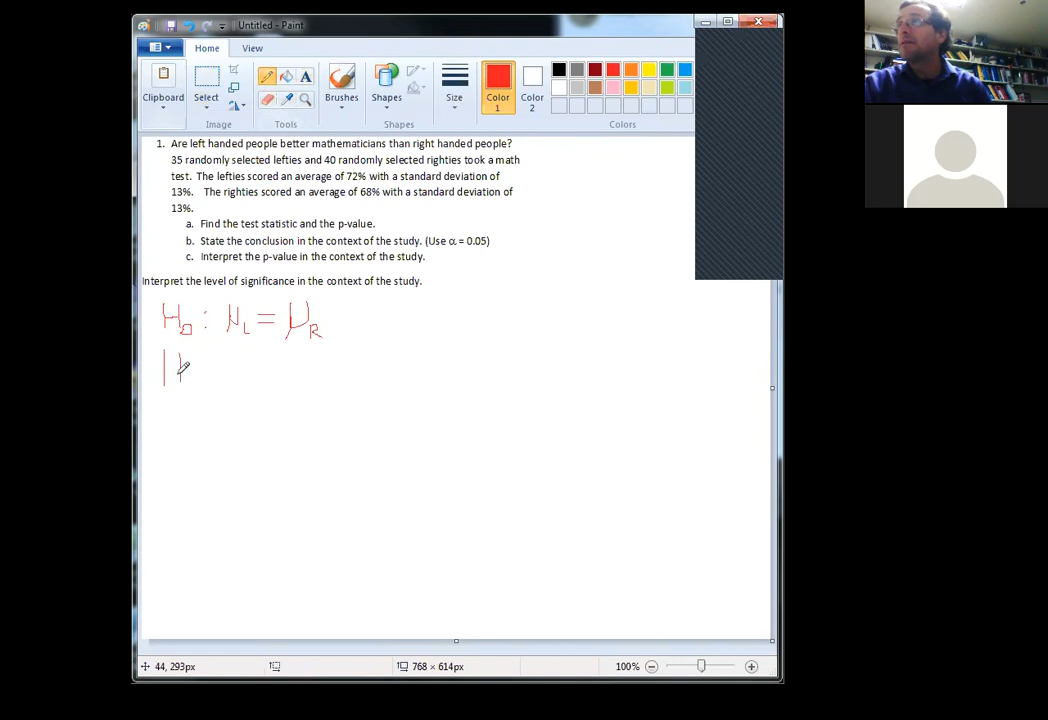 Untitled - Paint
Home View
Clipboard
Select
Image
Tools
Brushes
Shapes
Shapes
Size
Color 1
Color 2
Colors
1. Are left handed people better mathematicians than right handed people?
35 randomly selected lefties and 40 randomly selected righties took a math
test. The lefties scored an average of 72% with a standard deviation of
13%. The righties scored an average of 68% with a standard deviation of
13%.
a. Find the test statistic and the p-value.
b. State the conclusion in the context of the study. (Use α = 0.05)
c. Interpret the p-value in the context of the study.
Interpret the level of significance in the context of the study.
H₀ : μL = μR
44, 293px
768 × 614px
100%